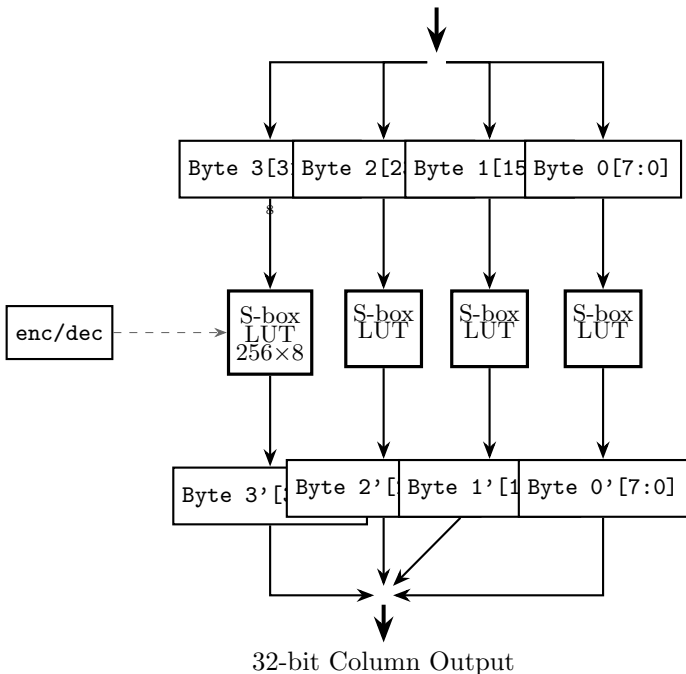 Byte 3[3
Byte 2[2
Byte 1[15
Byte 0[7:0]
8
enc/dec
S-box
LUT
256×8
S-box
LUT
S-box
LUT
S-box
LUT
Byte 3'[
Byte 2'[
Byte 1'[1
Byte 0'[7:0]
32-bit Column Output